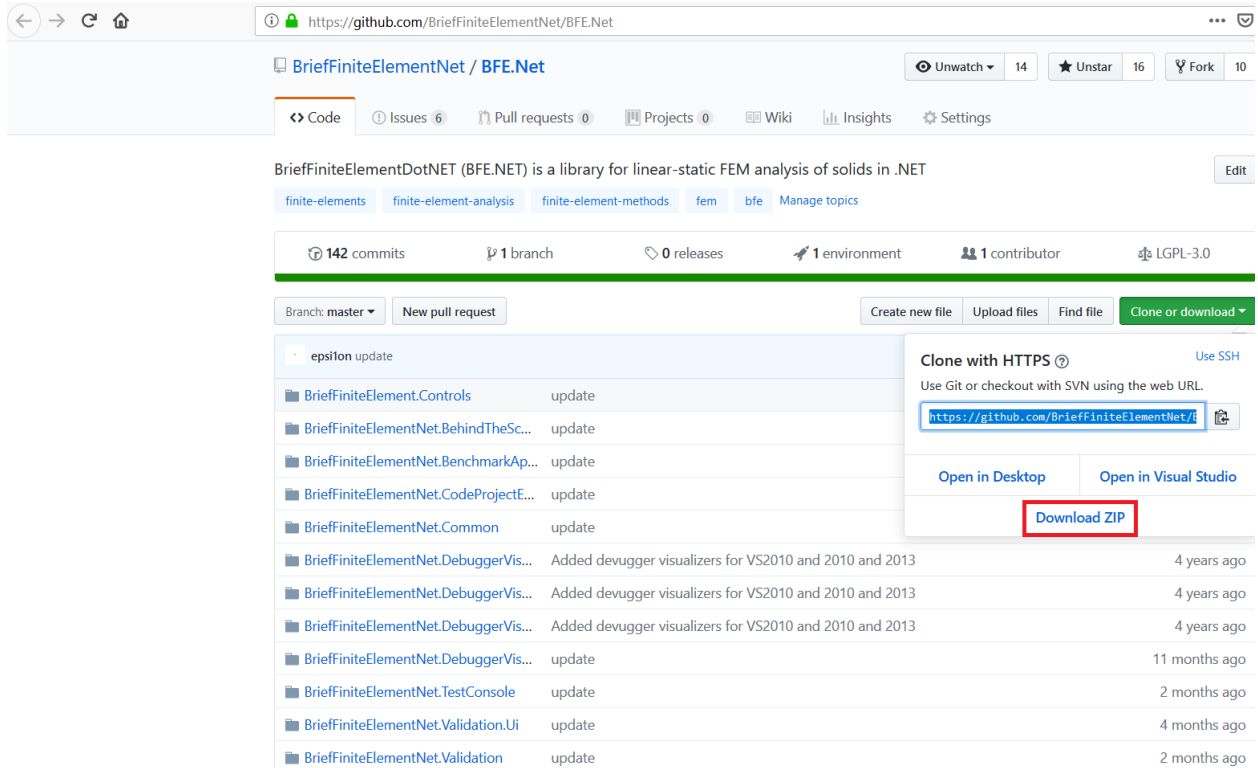 https://github.com/BriefFiniteElementNet/BFE.Net
BriefFiniteElementNet / BFE.Net
Unwatch 14 Unstar 16 Fork 10
Code Issues 6 Pull requests 0 Projects 0 Wiki Insights Settings
BriefFiniteElementDotNET (BFE.NET) is a library for linear-static FEM analysis of solids in .NET
Edit
finite-elements finite-element-analysis finite-element-methods fem bfe Manage topics
142 commits 1 branch 0 releases 1 environment 1 contributor LGPL-3.0
Branch: master New pull request Create new file Upload files Find file Clone or download
epsi1on update
Clone with HTTPS Use SSH
Use Git or checkout with SVN using the web URL.
https://github.com/BriefFiniteElementNet/
Open in Desktop Open in Visual Studio
Download ZIP
BriefFiniteElement.Controls update
BriefFiniteElementNet.BehindTheSc... update
BriefFiniteElementNet.BenchmarkAp... update
BriefFiniteElementNet.CodeProjectE... update
BriefFiniteElementNet.Common update
BriefFiniteElementNet.DebuggerVis... Added devugger visualizers for VS2010 and 2010 and 2013 4 years ago
BriefFiniteElementNet.DebuggerVis... Added devugger visualizers for VS2010 and 2010 and 2013 4 years ago
BriefFiniteElementNet.DebuggerVis... Added devugger visualizers for VS2010 and 2010 and 2013 4 years ago
BriefFiniteElementNet.DebuggerVis... update 11 months ago
BriefFiniteElementNet.TestConsole update 2 months ago
BriefFiniteElementNet.Validation.Ui update 4 months ago
BriefFiniteElementNet.Validation update 2 months ago